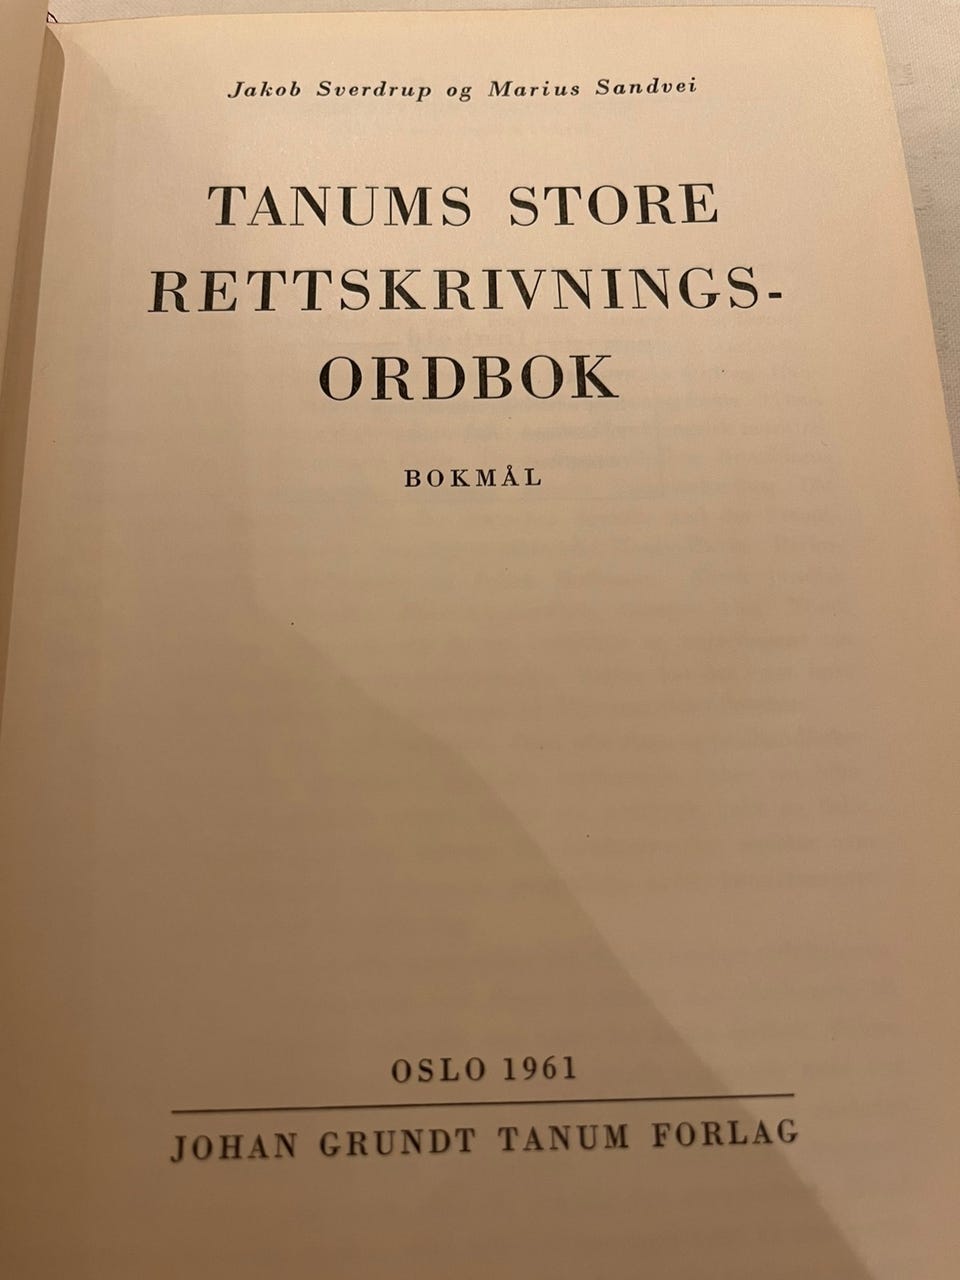 Jakob Sverdrup og Marius Sandvei
TANUMS STORE
RETTSKRIVNINGS-
ORDBOK
BOKMÅL
OSLO 1961
JOHAN GRUNDT TANUM FORLAG